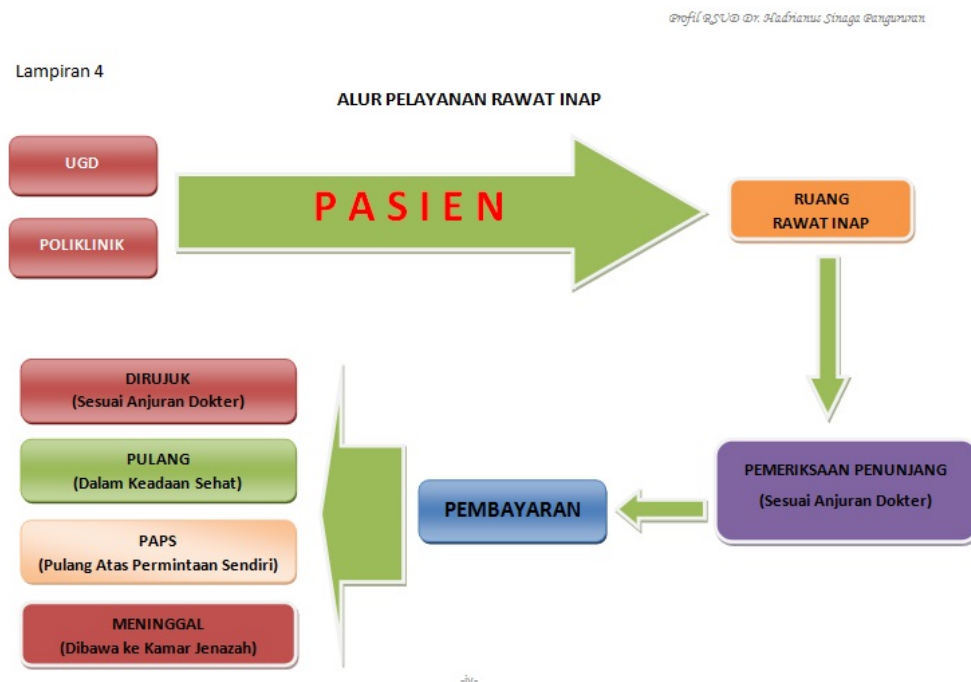 Profil RSUD Dr. Hadrianus Sinaga Pangururan
Lampiran 4
ALUR PELAYANAN RAWAT INAP
UGD
POLIKLINIK
P A S I E N
RUANG
RAWAT INAP
PEMERIKSAAN PENUNJANG
(Sesuai Anjuran Dokter)
PEMBAYARAN
DIRUJUK
(Sesuai Anjuran Dokter)
PULANG
(Dalam Keadaan Sehat)
PAPS
(Pulang Atas Permintaan Sendiri)
MENINGGAL
(Dibawa ke Kamar Jenazah)